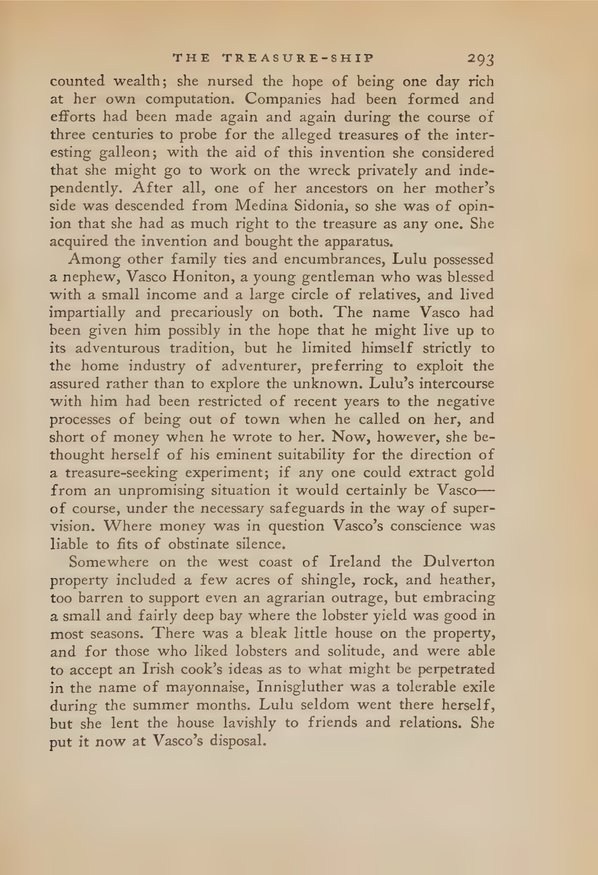 THE TREASURE-SHIP 293
counted wealth; she nursed the hope of being one day rich
at her own computation. Companies had been formed and
efforts had been made again and again during the course of
three centuries to probe for the alleged treasures of the inter-
esting galleon; with the aid of this invention she considered
that she might go to work on the wreck privately and inde-
pendently. After all, one of her ancestors on her mother's
side was descended from Medina Sidonia, so she was of opin-
ion that she had as much right to the treasure as any one. She
acquired the invention and bought the apparatus.
Among other family ties and encumbrances, Lulu possessed
a nephew, Vasco Honiton, a young gentleman who was blessed
with a small income and a large circle of relatives, and lived
impartially and precariously on both. The name Vasco had
been given him possibly in the hope that he might live up to
its adventurous tradition, but he limited himself strictly to
the home industry of adventurer, preferring to exploit the
assured rather than to explore the unknown. Lulu's intercourse
with him had been restricted of recent years to the negative
processes of being out of town when he called on her, and
short of money when he wrote to her. Now, however, she be-
thought herself of his eminent suitability for the direction of
a treasure-seeking experiment; if any one could extract gold
from an unpromising situation it would certainly be Vasco—
of course, under the necessary safeguards in the way of super-
vision. Where money was in question Vasco's conscience was
liable to fits of obstinate silence.
Somewhere on the west coast of Ireland the Dulverton
property included a few acres of shingle, rock, and heather,
too barren to support even an agrarian outrage, but embracing
a small and fairly deep bay where the lobster yield was good in
most seasons. There was a bleak little house on the property,
and for those who liked lobsters and solitude, and were able
to accept an Irish cook's ideas as to what might be perpetrated
in the name of mayonnaise, Innisgluther was a tolerable exile
during the summer months. Lulu seldom went there herself,
but she lent the house lavishly to friends and relations. She
put it now at Vasco's disposal.